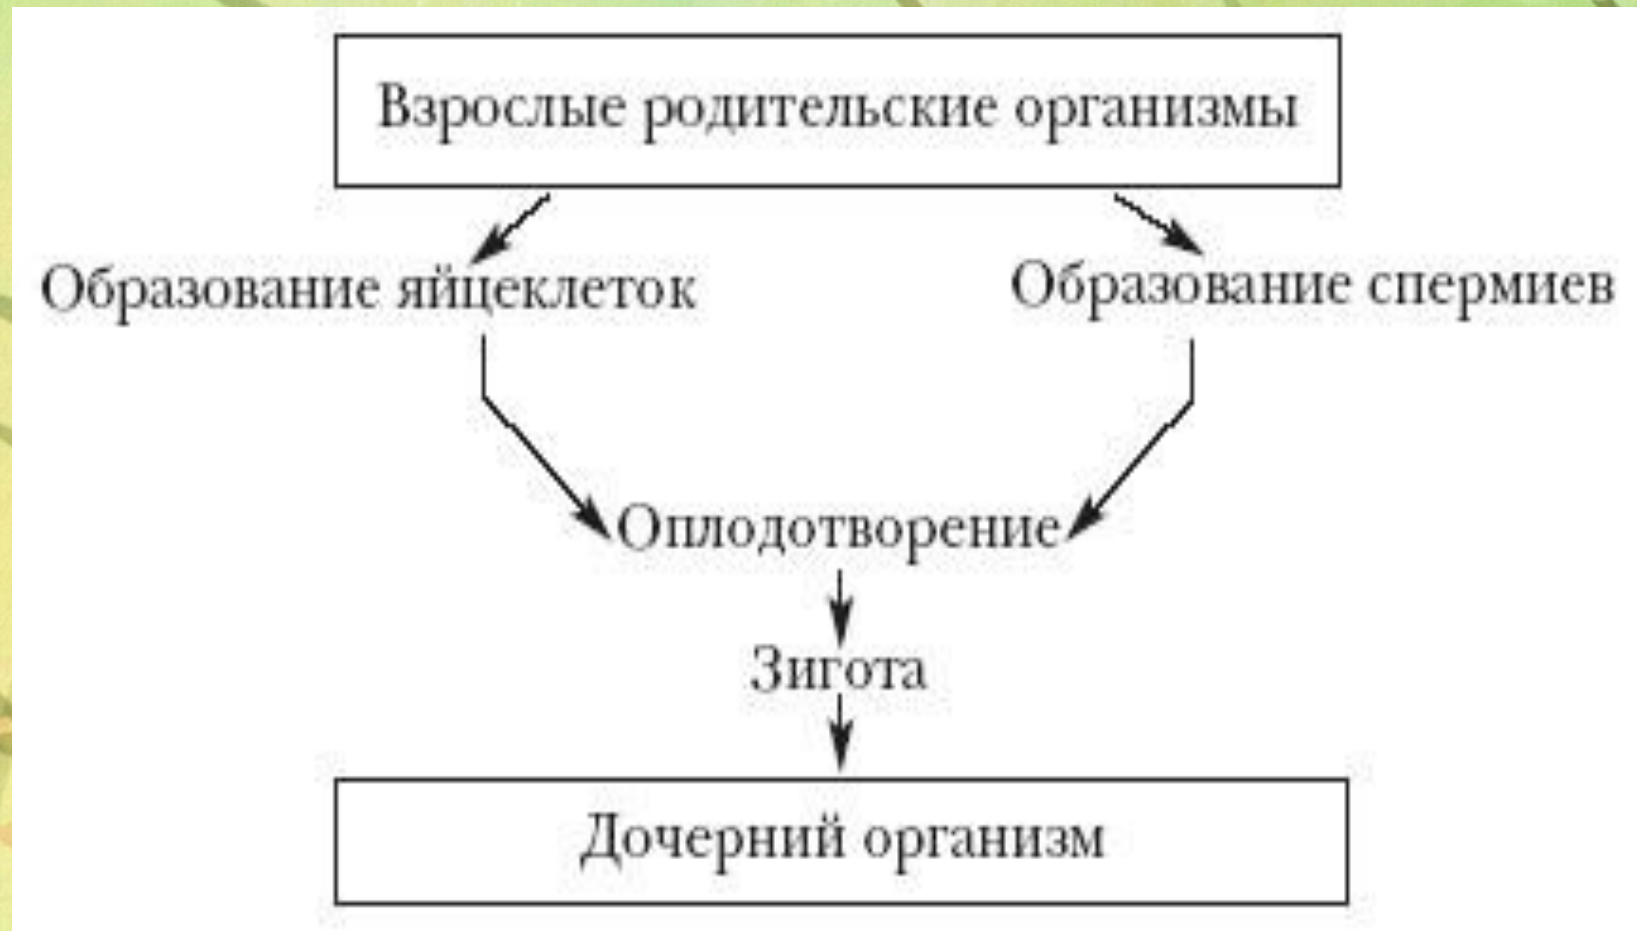 Взрослые родительские организмы
Образование яйцеклеток
Образование спермиев
Оплодотворение
Зигота
Дочерний организм